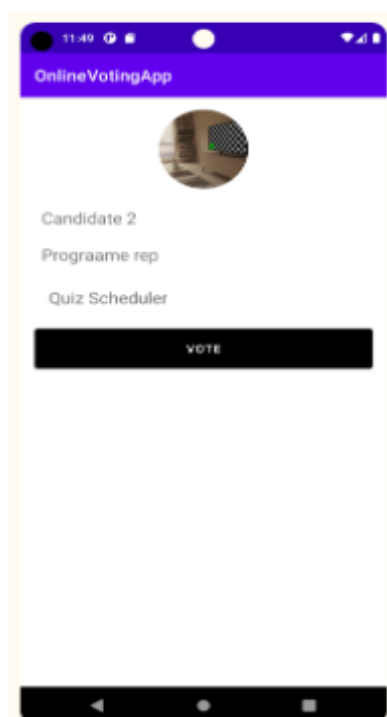 11:49
OnlineVotingApp
Candidate 2
Prograame rep
Quiz Scheduler
VOTE